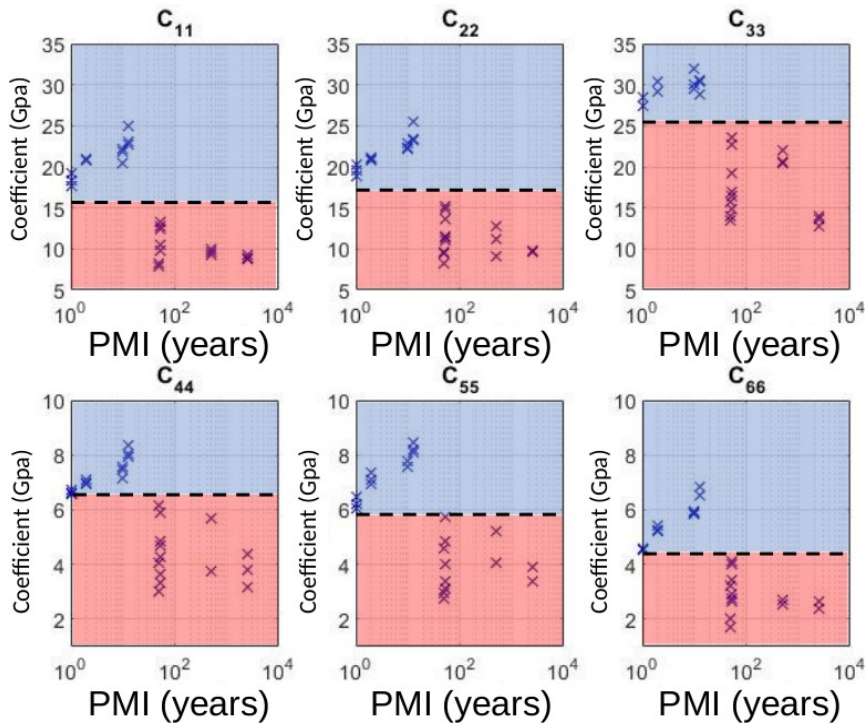 C11 C22 C33
35 35 35
30 30 30
25 25 25
20 20 20
15 15 15
10 10 10
5 5 5
Coefficient (Gpa) Coefficient (Gpa) Coefficient (Gpa)
10^0 10^2 10^4 10^0 10^2 10^4 10^0 10^2 10^4
PMI (years) PMI (years) PMI (years)
C44 C55 C66
10 10 10
8 8 8
6 6 6
4 4 4
2 2 2
Coefficient (Gpa) Coefficient (Gpa) Coefficient (Gpa)
10^0 10^2 10^4 10^0 10^2 10^4 10^0 10^2 10^4
PMI (years) PMI (years) PMI (years)